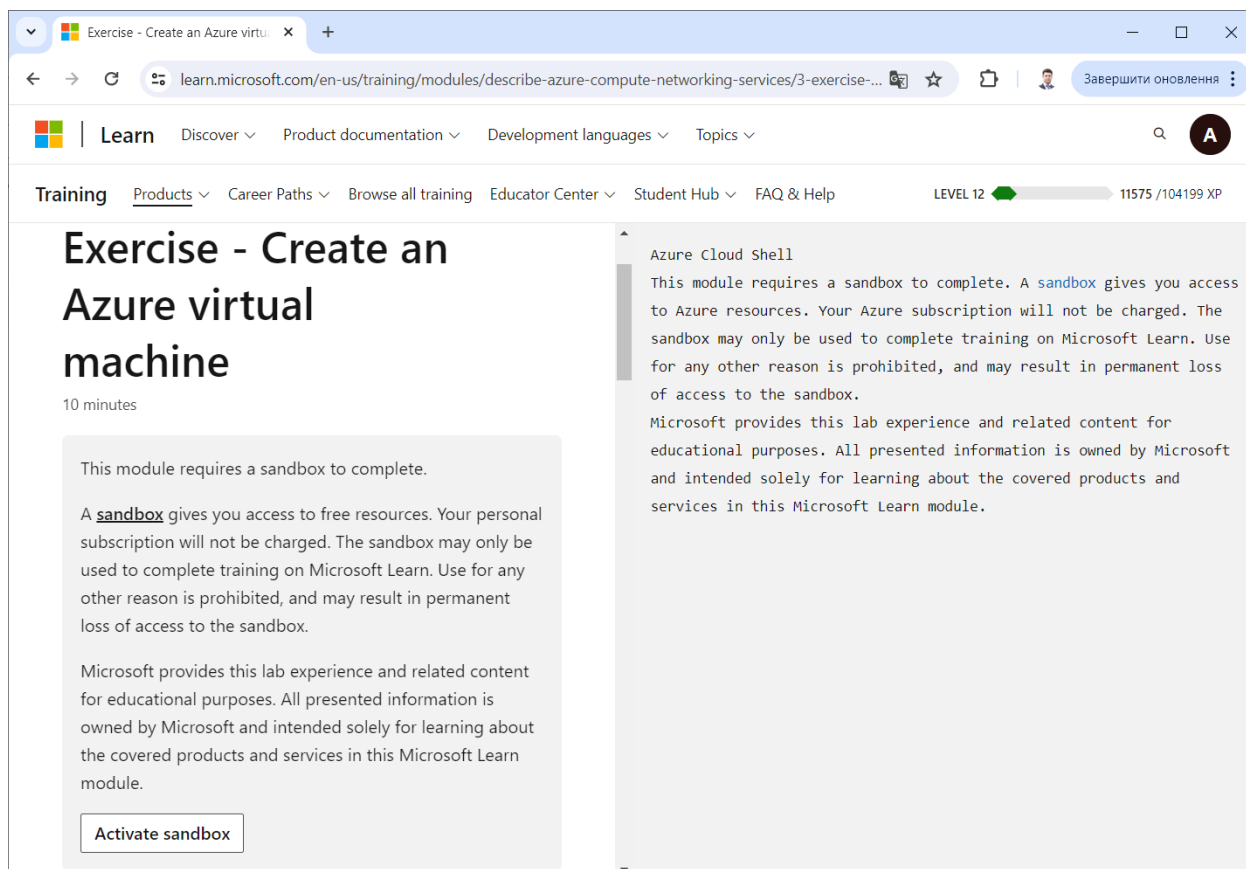 Exercise - Create an Azure virtu
learn.microsoft.com/en-us/training/modules/describe-azure-compute-networking-services/3-exercise-...
Завершити оновлення
Learn
Discover
Product documentation
Development languages
Topics
A
Training
Products
Career Paths
Browse all training
Educator Center
Student Hub
FAQ & Help
LEVEL 12
11575 /104199 XP
Exercise - Create an
Azure virtual
machine
10 minutes
This module requires a sandbox to complete.
A sandbox gives you access to free resources. Your personal
subscription will not be charged. The sandbox may only be
used to complete training on Microsoft Learn. Use for any
other reason is prohibited, and may result in permanent
loss of access to the sandbox.
Microsoft provides this lab experience and related content
for educational purposes. All presented information is
owned by Microsoft and intended solely for learning about
the covered products and services in this Microsoft Learn
module.
Activate sandbox
Azure Cloud Shell
This module requires a sandbox to complete. A sandbox gives you access
to Azure resources. Your Azure subscription will not be charged. The
sandbox may only be used to complete training on Microsoft Learn. Use
for any other reason is prohibited, and may result in permanent loss
of access to the sandbox.
Microsoft provides this lab experience and related content for
educational purposes. All presented information is owned by Microsoft
and intended solely for learning about the covered products and
services in this Microsoft Learn module.